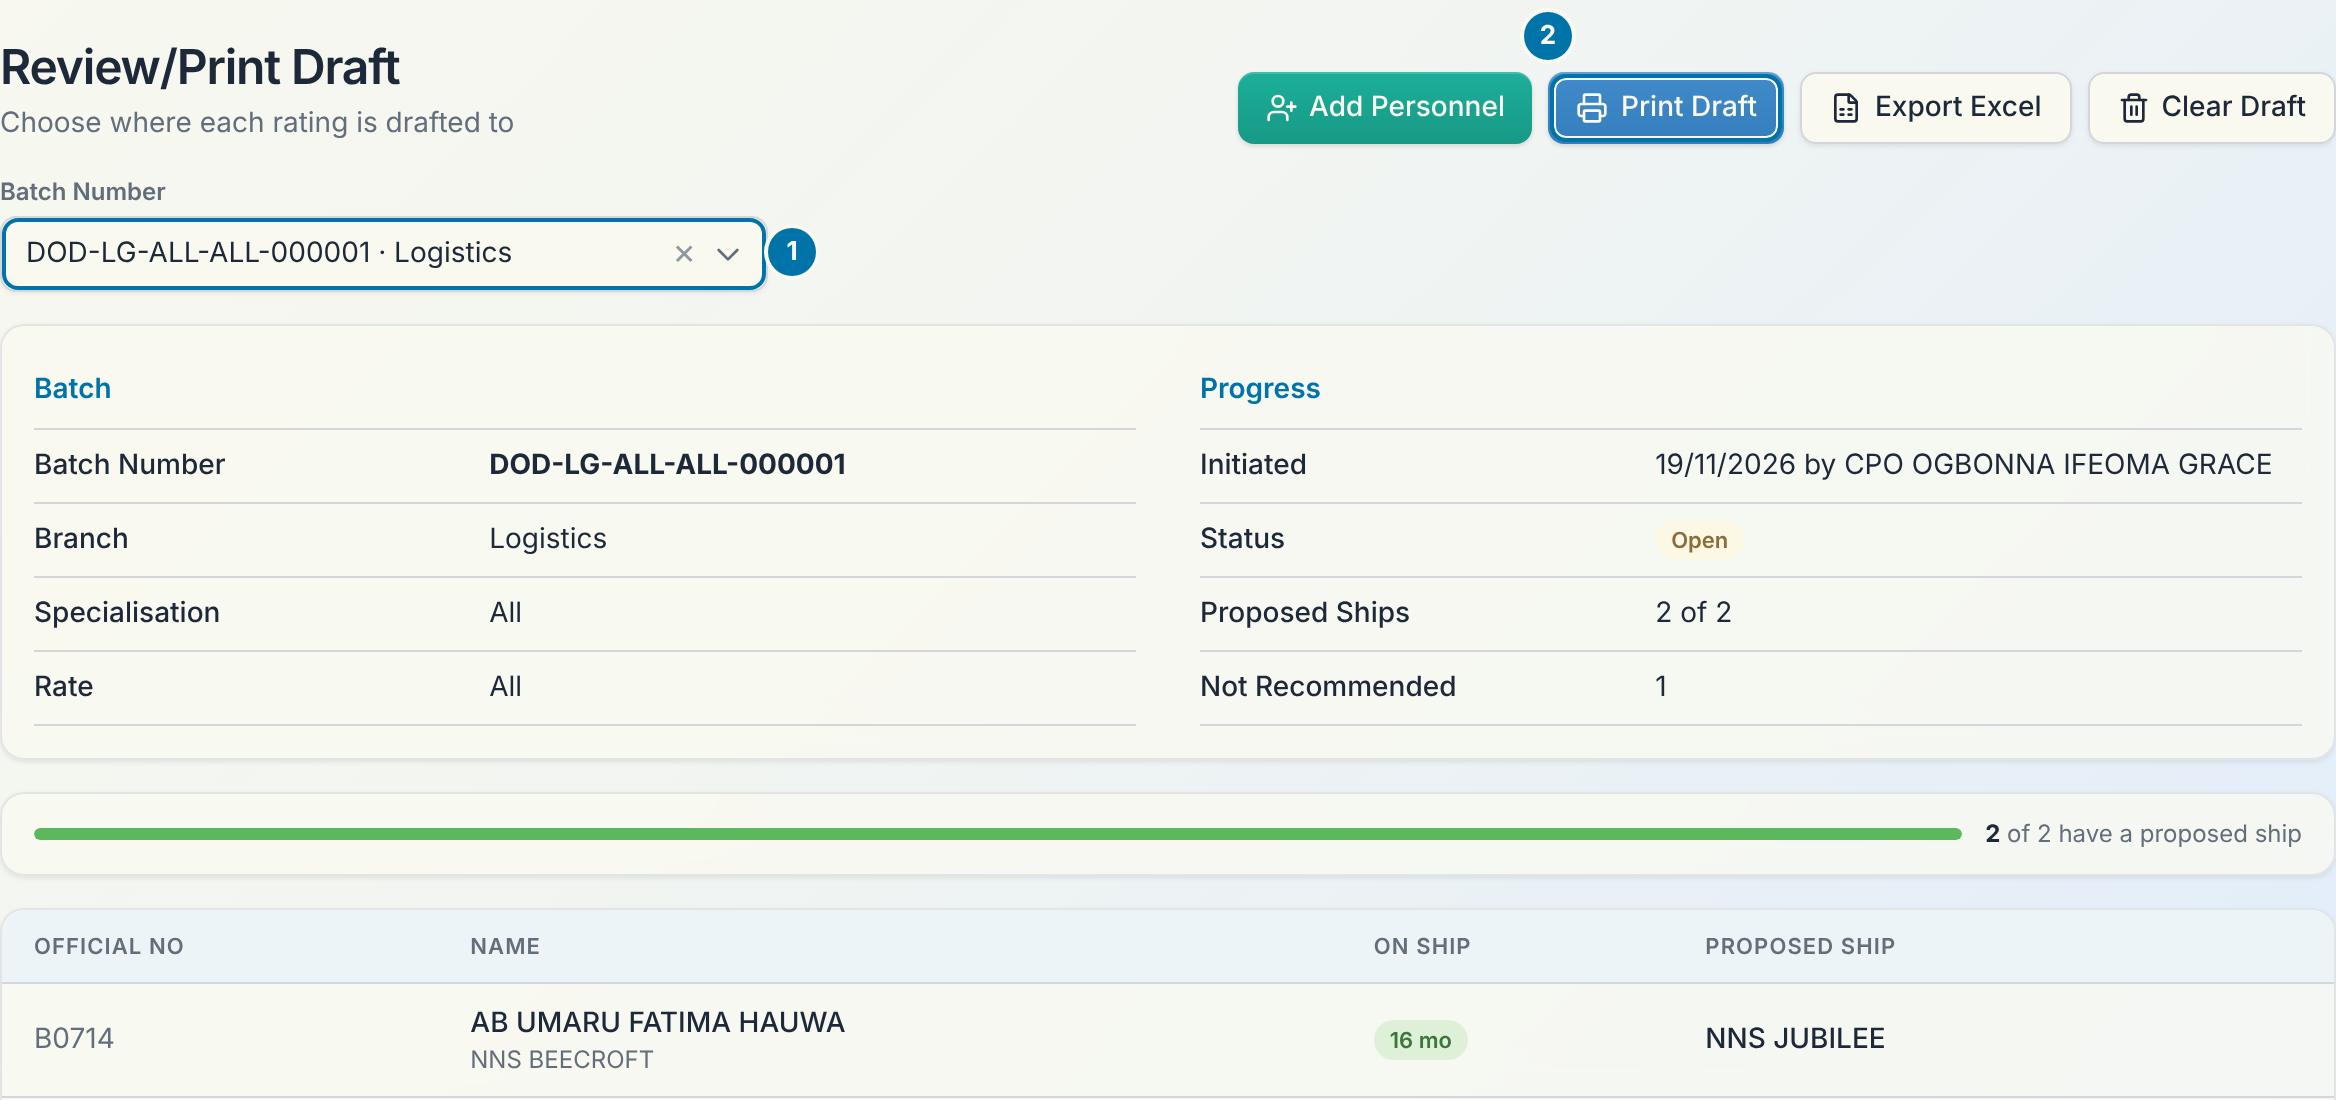 Review/Print Draft
Choose where each rating is drafted to
2
Add Personnel
Print Draft
Export Excel
Clear Draft
Batch Number
DOD-LG-ALL-ALL-000001 · Logistics
1
Batch
Batch Number DOD-LG-ALL-ALL-000001
Branch Logistics
Specialisation All
Rate All
Progress
Initiated 19/11/2026 by CPO OGBONNA IFEOMA GRACE
Status Open
Proposed Ships 2 of 2
Not Recommended 1
2 of 2 have a proposed ship
OFFICIAL NO NAME ON SHIP PROPOSED SHIP
B0714 AB UMARU FATIMA HAUWA 16 mo NNS JUBILEE
NNS BEECROFT